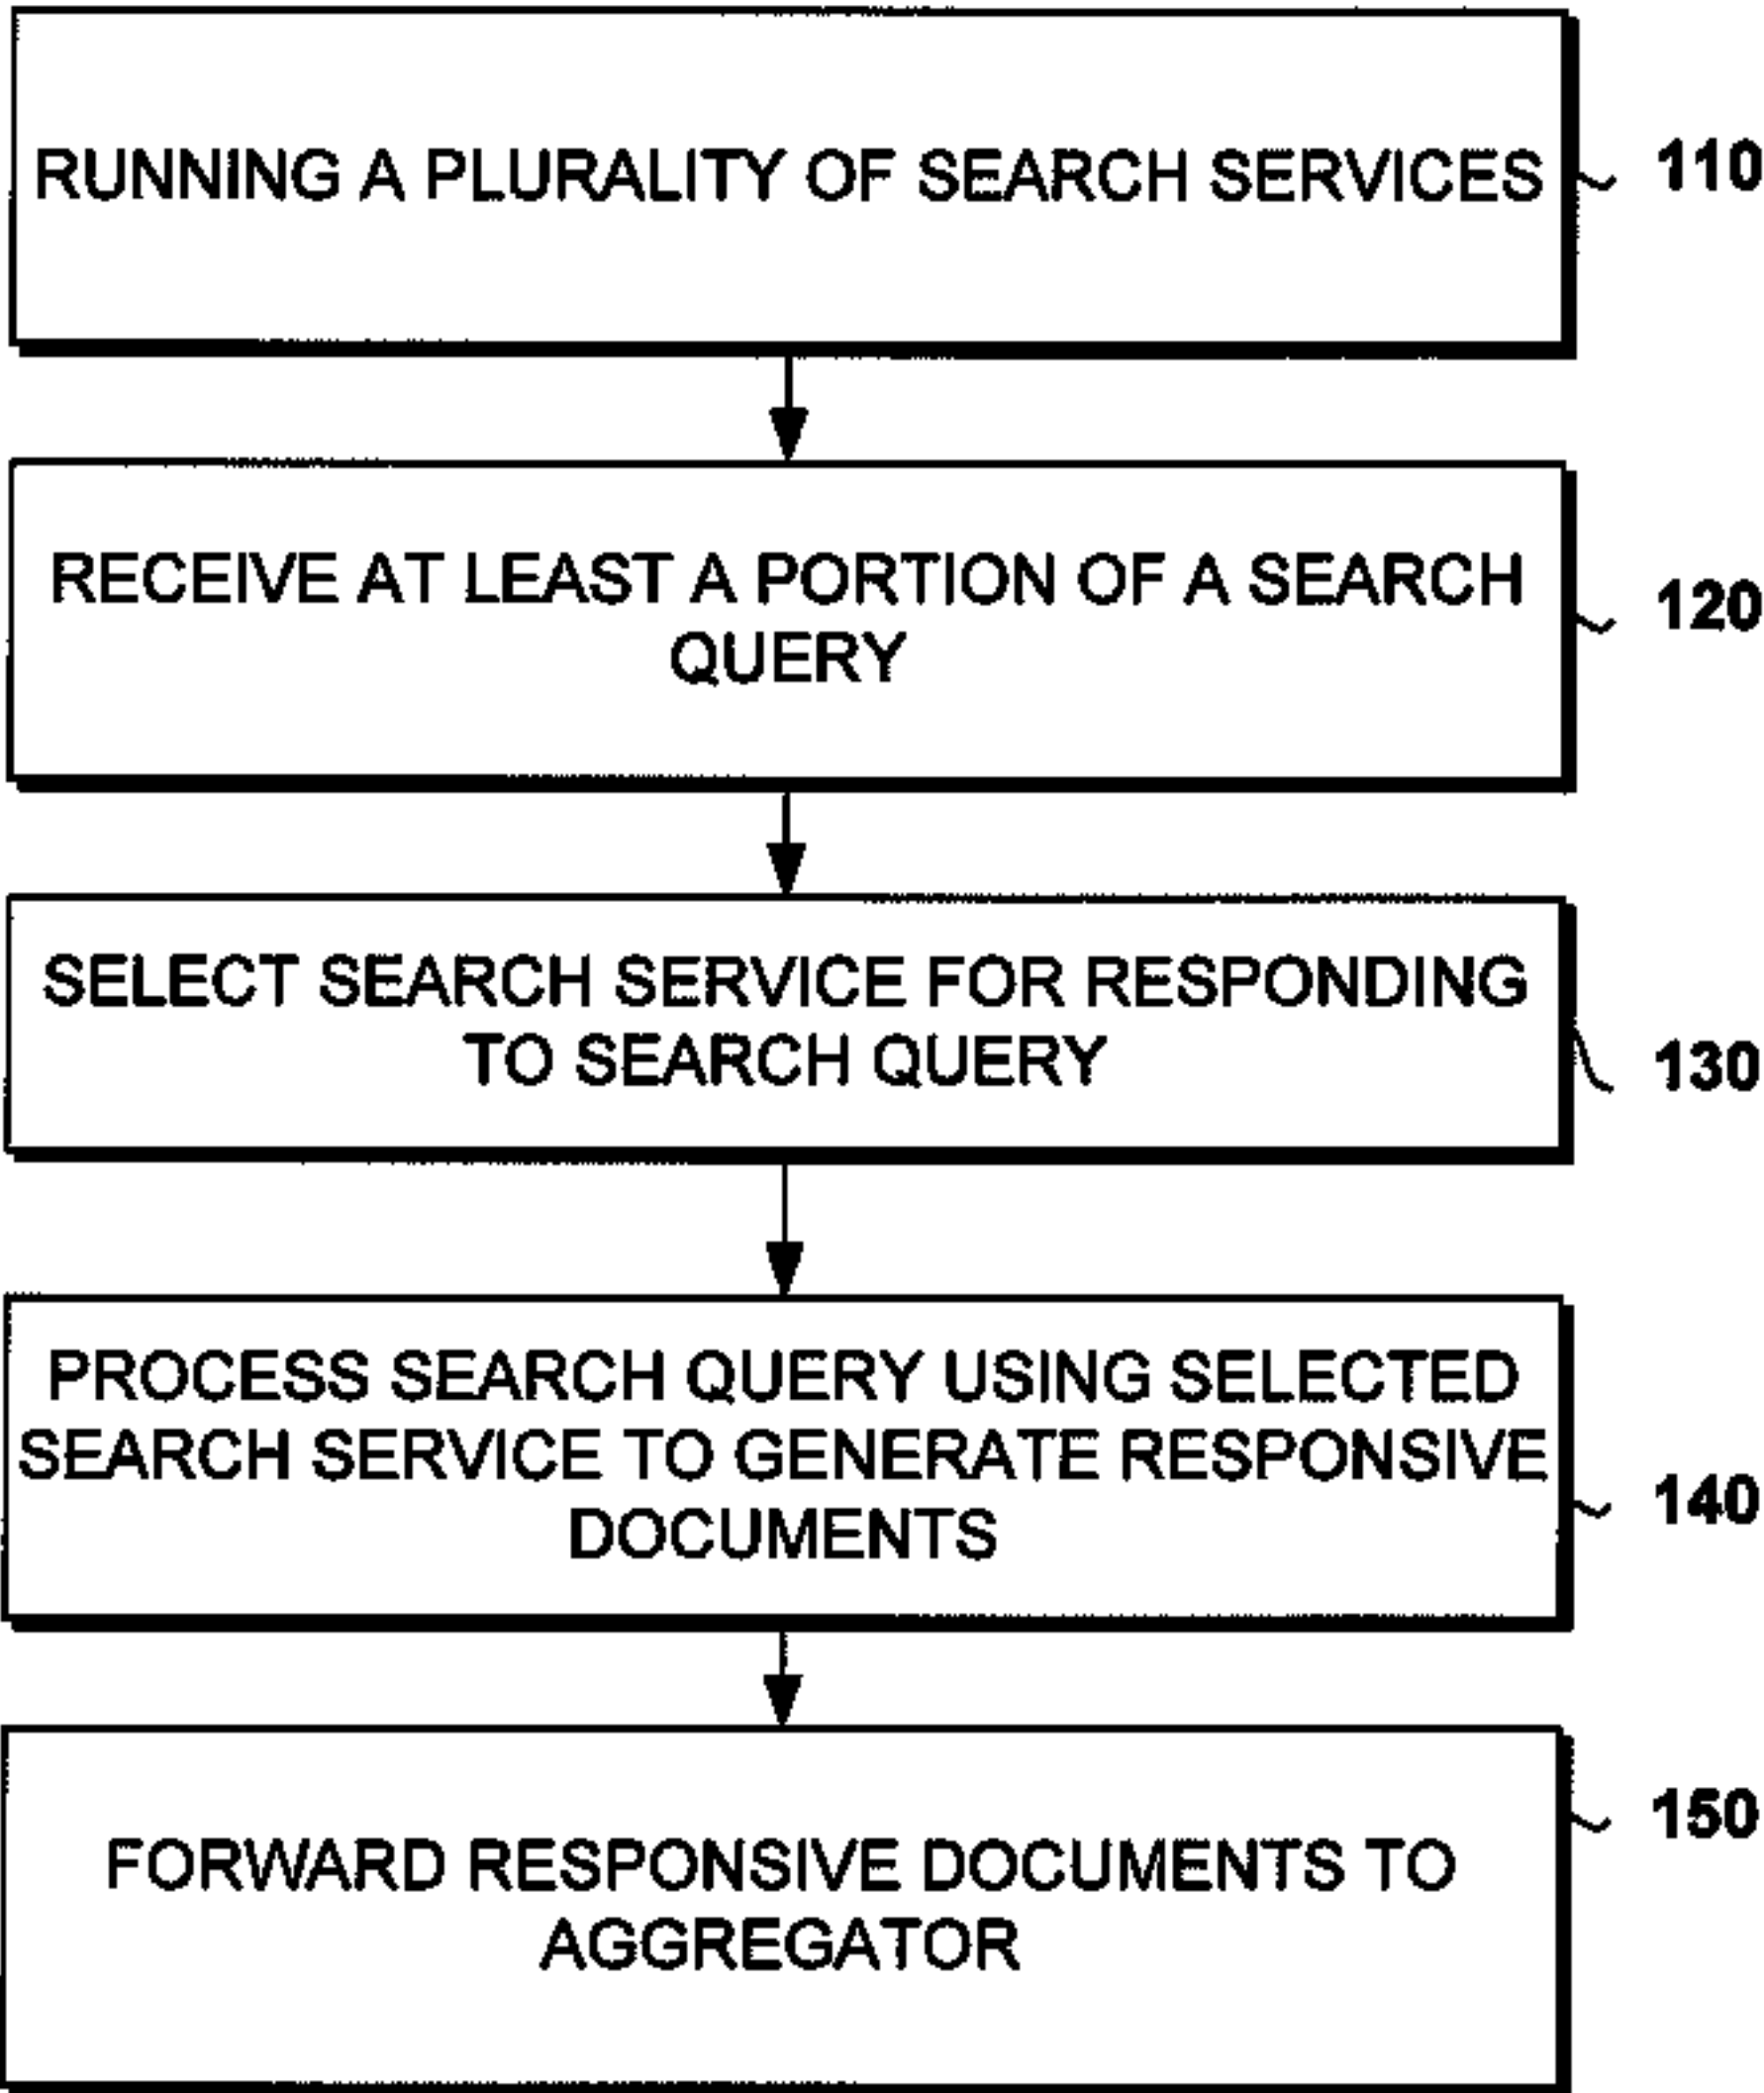 RUNNING A PLURALITY OF SEARCH SERVICES
110
RECEIVE AT LEAST A PORTION OF A SEARCH
QUERY
120
SELECT SEARCH SERVICE FOR RESPONDING
TO SEARCH QUERY
130
PROCESS SEARCH QUERY USING SELECTED
SEARCH SERVICE TO GENERATE RESPONSIVE
DOCUMENTS
140
FORWARD RESPONSIVE DOCUMENTS TO
AGGREGATOR
150